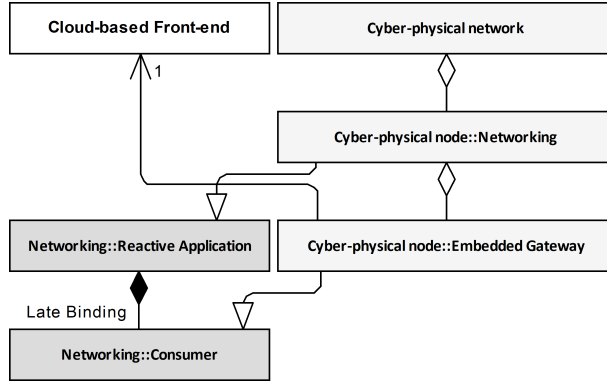 Cloud-based Front-end
Cyber-physical network
1
Cyber-physical node::Networking
Networking::Reactive Application
Cyber-physical node::Embedded Gateway
Late Binding
Networking::Consumer